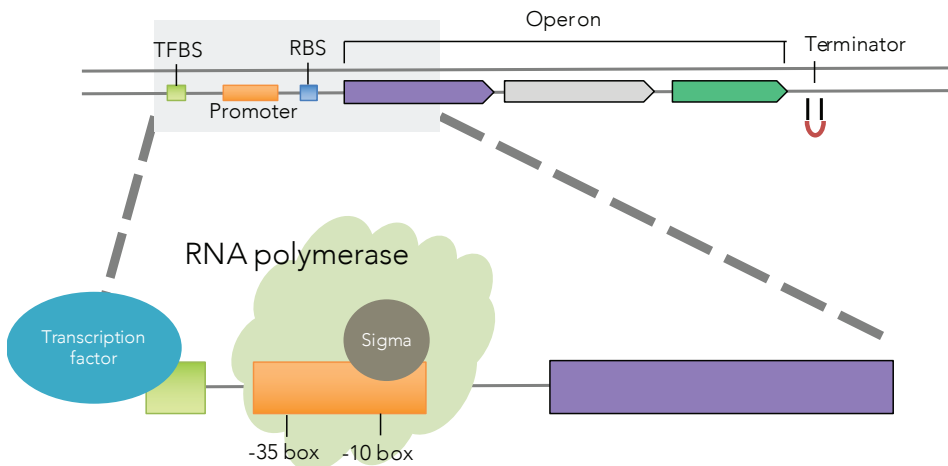 Operon
TFBS
RBS
Terminator
Promoter
RNA polymerase
Transcription
factor
Sigma
-35 box
-10 box